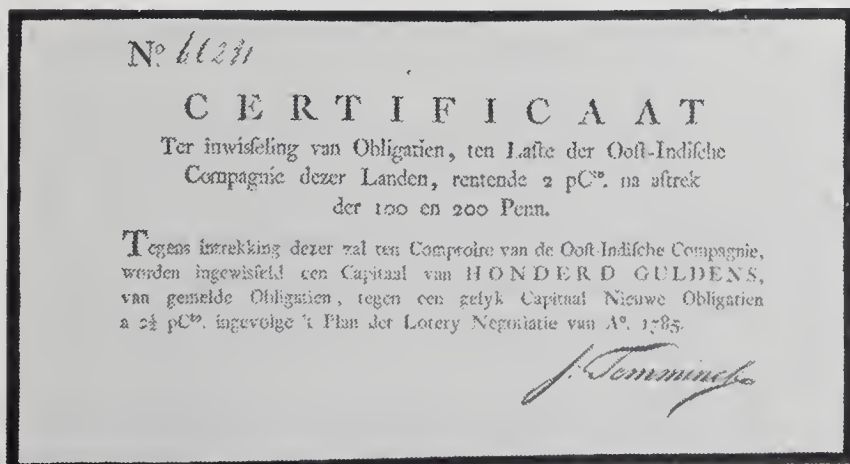 N.º
CERTIFICAAT
Ter inwiſſeling van Obligatien, ten Laſte der Ooſt-Indiſche
Compagnie dezer Landen, rentende 2 pCto. na aftrek
der 100 en 200 Penn.
Tegens intrekking dezer zal ten Comptoire van de Ooſt-Indiſche Compagnie,
worden ingewiſſeld een Capitaal van HONDERD GULDENS,
van gemelde Obligatien, tegen een gelyk Capitaal Nieuwe Obligatien
a 2½ pCto. ingevolge 't Plan der Lotery Negotiatie van Aº. 1785.
J: Temminck